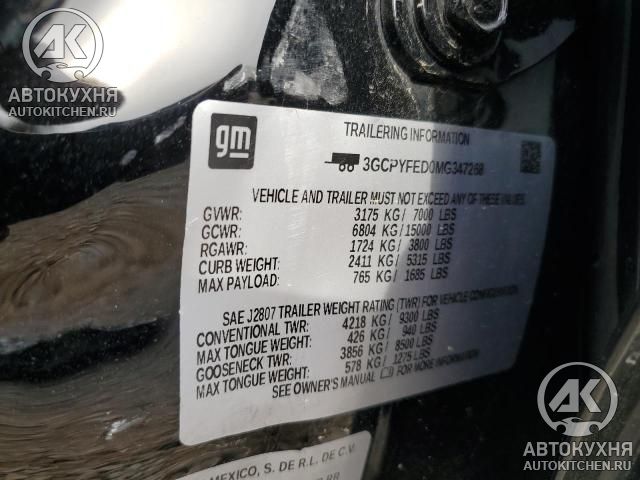 AK
АВТОКУХНЯ
AUTOKITCHEN.RU
gm
TRAILERING INFORMATION
3GCPYFED0MG347268
VEHICLE AND TRAILER MUST NOT EXCEED ANY OF THESE VALUES.
GVWR: 3175 KG / 7000 LBS
GCWR: 6804 KG / 15000 LBS
RGAWR: 1724 KG / 3800 LBS
CURB WEIGHT: 2411 KG / 5315 LBS
MAX PAYLOAD: 765 KG / 1685 LBS
SAE J2807 TRAILER WEIGHT RATING (TWR) FOR VEHICLE CONFIGURATION
CONVENTIONAL TWR: 4218 KG / 9300 LBS
MAX TONGUE WEIGHT: 426 KG / 940 LBS
GOOSENECK TWR: 3856 KG / 8500 LBS
MAX TONGUE WEIGHT: 578 KG / 1275 LBS
SEE OWNER'S MANUAL FOR MORE INFORMATION
MEXICO, S. DE R.L. DE C.V.
AK
АВТОКУХНЯ
AUTOKITCHEN.RU